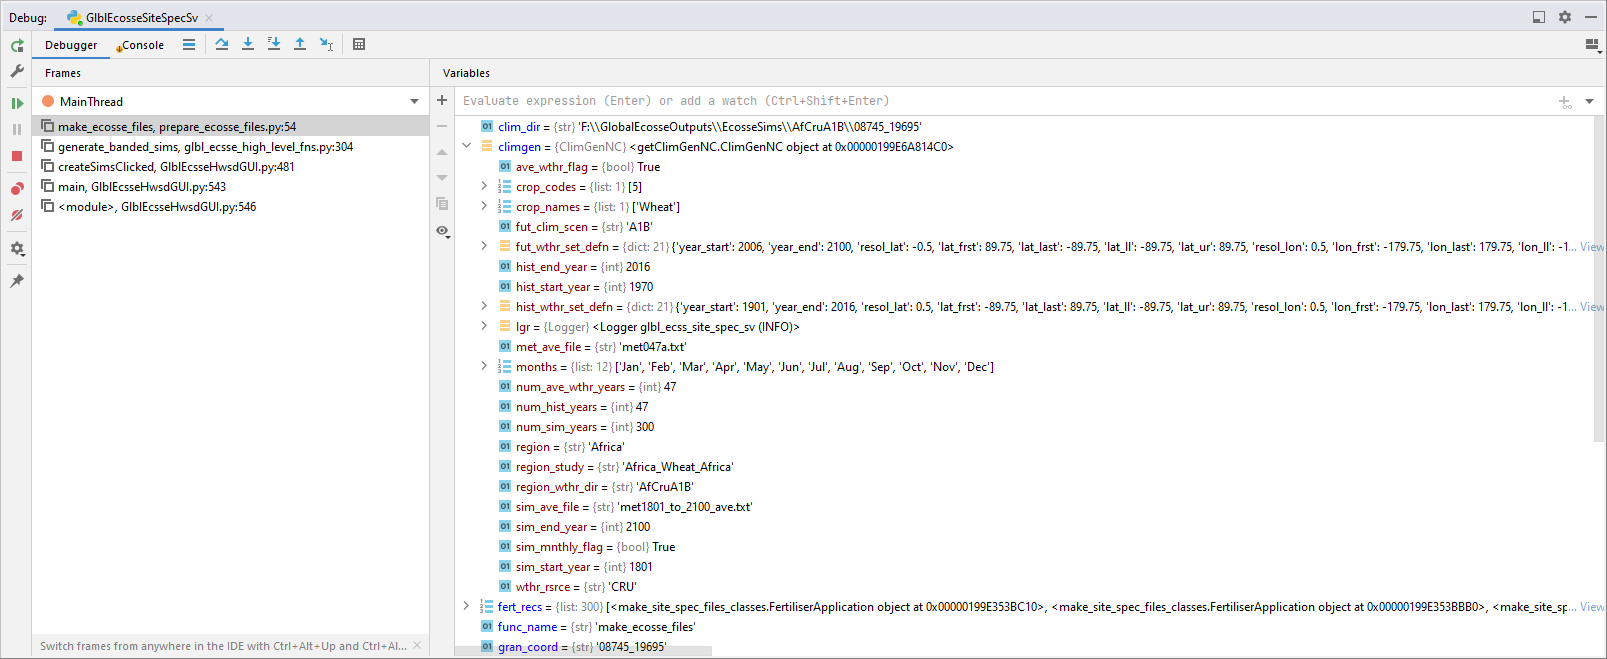 Debug: GlblEcosseSiteSpecSv
Debugger Console
Frames Variables
MainThread
Evaluate expression (Enter) or add a watch (Ctrl+Shift+Enter)
make_ecosse_files, prepare_ecosse_files.py:54
generate_banded_sims, glbl_ecsse_high_level_fns.py:304
createSimsClicked, GlblEcsseHwsdGUI.py:481
main, GlblEcsseHwsdGUI.py:543
<module>, GlblEcsseHwsdGUI.py:546
clim_dir = {str} 'F:\\GlobalEcosseOutputs\\EcosseSims\\AfCruA1B\\08745_19695'
climgen = {ClimGenNC} <getClimGenNC.ClimGenNC object at 0x00000199E6A814C0>
ave_wthr_flag = {bool} True
crop_codes = {list: 1} [5]
crop_names = {list: 1} ['Wheat']
fut_clim_scen = {str} 'A1B'
fut_wthr_set_defn = {dict: 21} {'year_start': 2006, 'year_end': 2100, 'resol_lat': -0.5, 'lat_frst': 89.75, 'lat_last': -89.75, 'lat_ll': -89.75, 'lat_ur': 89.75, 'resol_lon': 0.5, 'lon_frst': -179.75, 'lon_last': 179.75, 'lon_ll': -1... View
hist_end_year = {int} 2016
hist_start_year = {int} 1970
hist_wthr_set_defn = {dict: 21} {'year_start': 1901, 'year_end': 2016, 'resol_lat': 0.5, 'lat_frst': -89.75, 'lat_last': 89.75, 'lat_ll': -89.75, 'lat_ur': 89.75, 'resol_lon': 0.5, 'lon_frst': -179.75, 'lon_last': 179.75, 'lon_ll': -1... View
lgr = {Logger} <Logger glbl_ecss_site_spec_sv (INFO)>
met_ave_file = {str} 'met047a.txt'
months = {list: 12} ['Jan', 'Feb', 'Mar', 'Apr', 'May', 'Jun', 'Jul', 'Aug', 'Sep', 'Oct', 'Nov', 'Dec']
num_ave_wthr_years = {int} 47
num_hist_years = {int} 47
num_sim_years = {int} 300
region = {str} 'Africa'
region_study = {str} 'Africa_Wheat_Africa'
region_wthr_dir = {str} 'AfCruA1B'
sim_ave_file = {str} 'met1801_to_2100_ave.txt'
sim_end_year = {int} 2100
sim_mnthly_flag = {bool} True
sim_start_year = {int} 1801
wthr_rsrce = {str} 'CRU'
fert_recs = {list: 300} [<make_site_spec_files_classes.FertiliserApplication object at 0x00000199E353BC10>, <make_site_spec_files_classes.FertiliserApplication object at 0x00000199E353BBB0>, <make_site_sp... View
func_name = {str} 'make_ecosse_files'
gran_coord = {str} '08745_19695'
Switch frames from anywhere in the IDE with Ctrl+Alt+Up and Ctrl+Al...